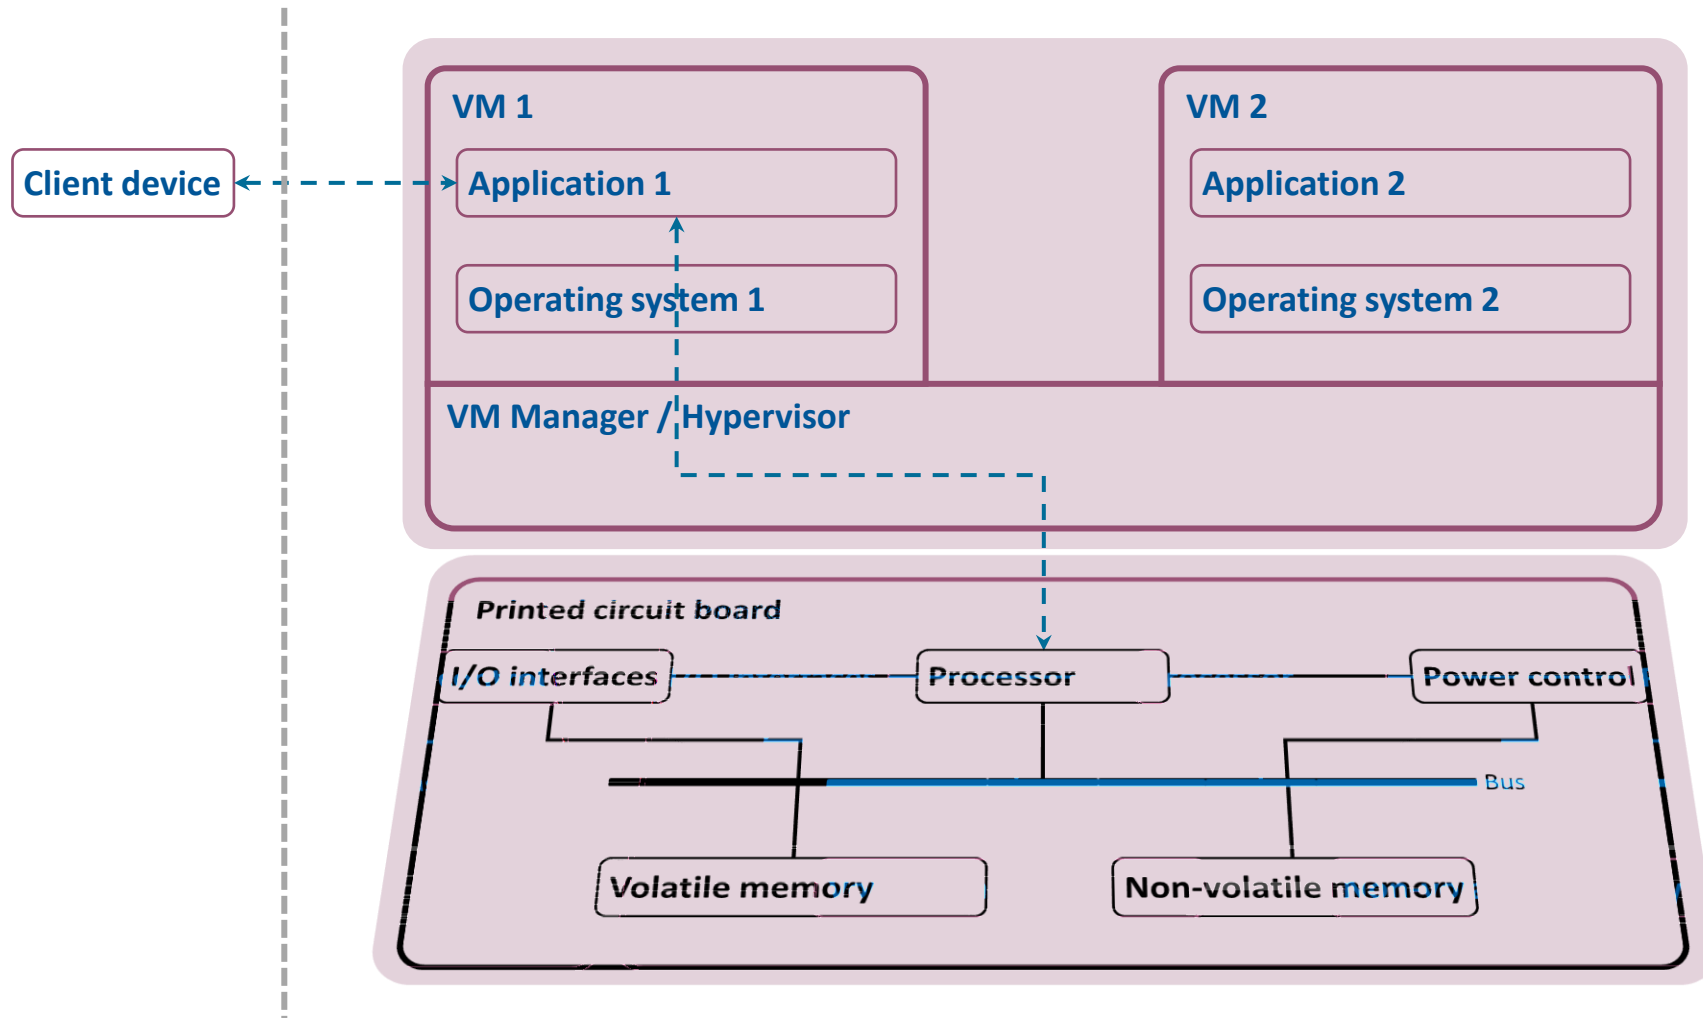 VM 1
VM 2
Client device
Application 1
Application 2
Operating system 1
Operating system 2
VM Manager / Hypervisor
Printed circuit board
I/O interfaces
Processor
Power control
Bus
Volatile memory
Non-volatile memory